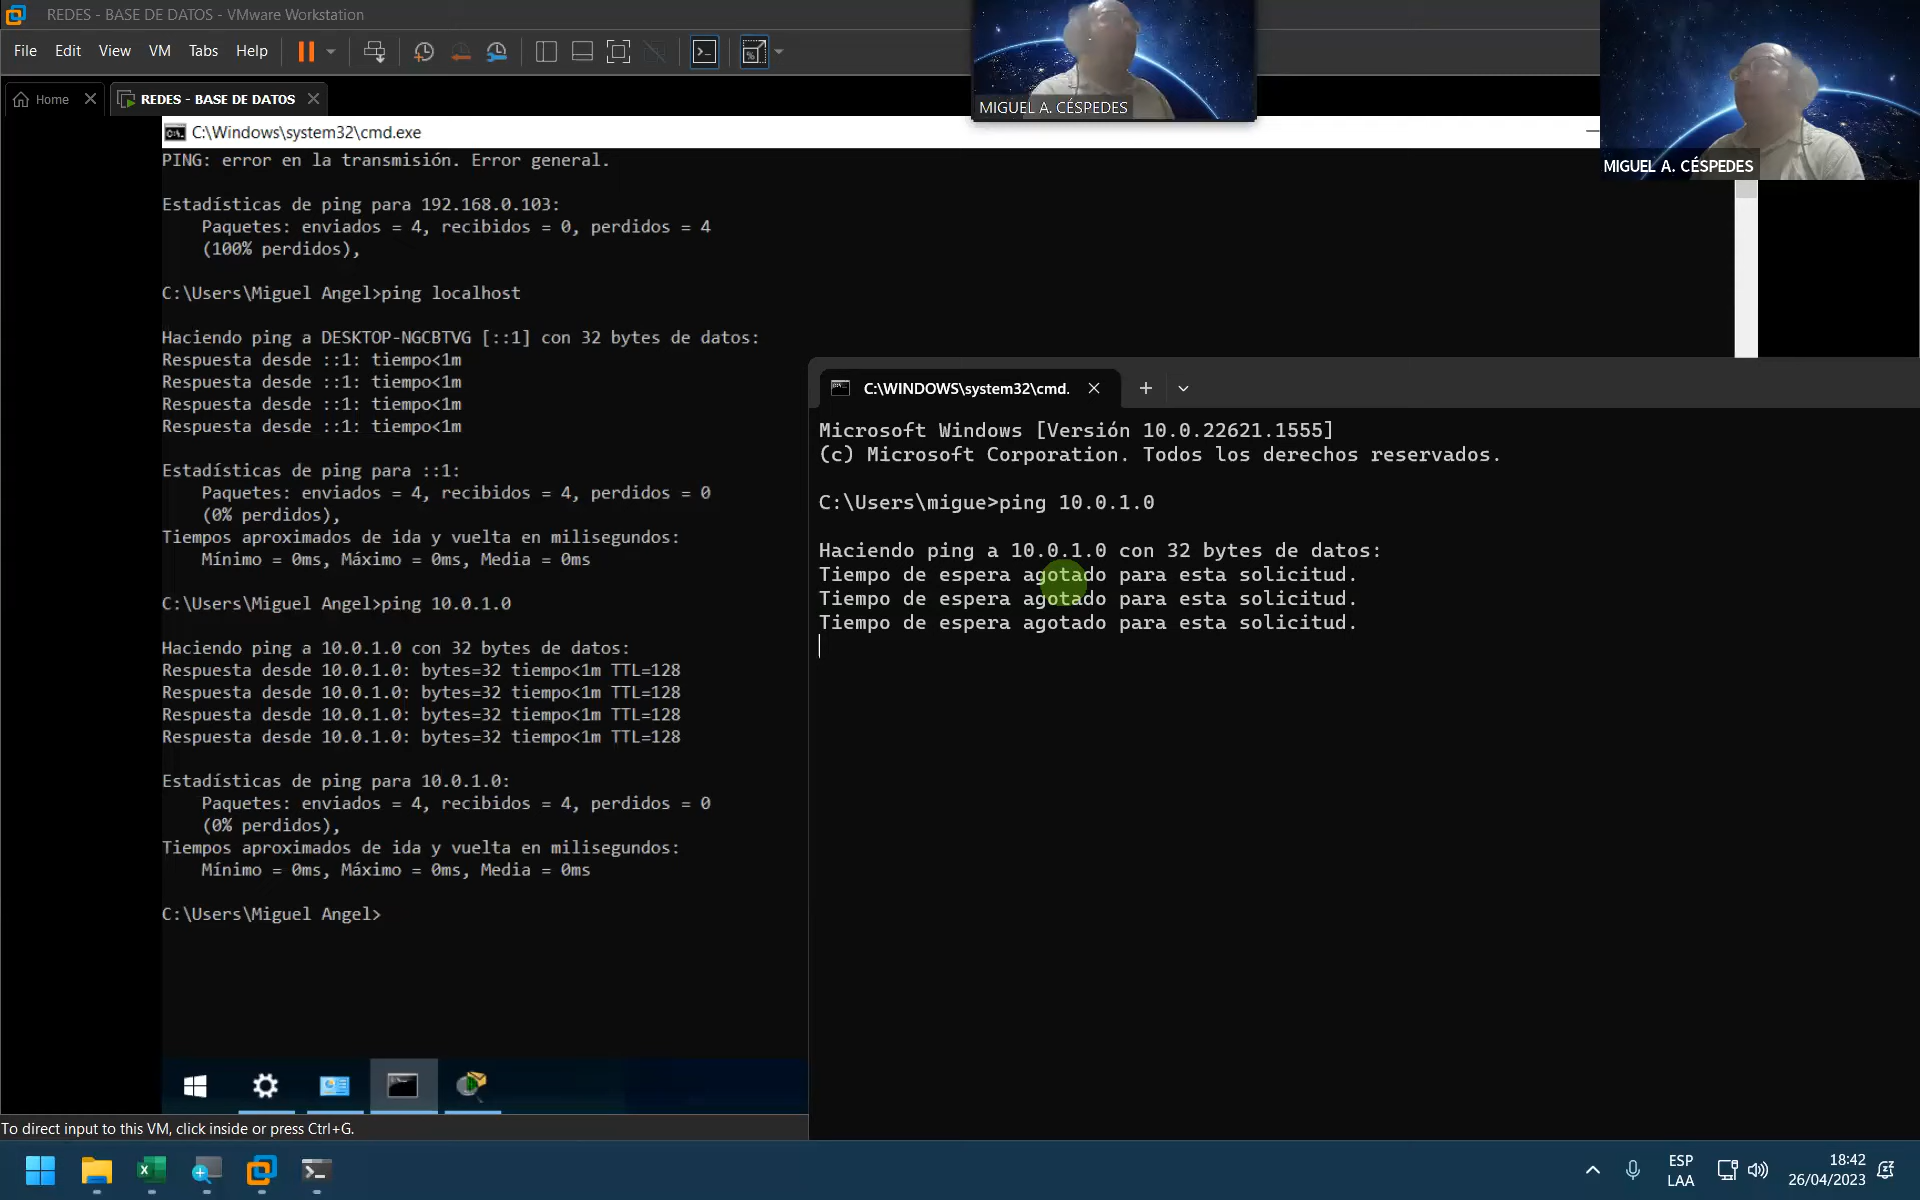 REDES - BASE DE DATOS - VMware Workstation
File Edit View VM Tabs Help
Home
REDES - BASE DE DATOS
MIGUEL A. CÉSPEDES
MIGUEL A. CÉSPEDES
C:\Windows\system32\cmd.exe
PING: error en la transmisión. Error general.
Estadísticas de ping para 192.168.0.103:
Paquetes: enviados = 4, recibidos = 0, perdidos = 4
(100% perdidos),
C:\Users\Miguel Angel>ping localhost
Haciendo ping a DESKTOP-NGCBTVG [::1] con 32 bytes de datos:
Respuesta desde ::1: tiempo<1m
Respuesta desde ::1: tiempo<1m
Respuesta desde ::1: tiempo<1m
Respuesta desde ::1: tiempo<1m
Estadísticas de ping para ::1:
Paquetes: enviados = 4, recibidos = 4, perdidos = 0
(0% perdidos),
Tiempos aproximados de ida y vuelta en milisegundos:
Mínimo = 0ms, Máximo = 0ms, Media = 0ms
C:\Users\Miguel Angel>ping 10.0.1.0
Haciendo ping a 10.0.1.0 con 32 bytes de datos:
Respuesta desde 10.0.1.0: bytes=32 tiempo<1m TTL=128
Respuesta desde 10.0.1.0: bytes=32 tiempo<1m TTL=128
Respuesta desde 10.0.1.0: bytes=32 tiempo<1m TTL=128
Respuesta desde 10.0.1.0: bytes=32 tiempo<1m TTL=128
Estadísticas de ping para 10.0.1.0:
Paquetes: enviados = 4, recibidos = 4, perdidos = 0
(0% perdidos),
Tiempos aproximados de ida y vuelta en milisegundos:
Mínimo = 0ms, Máximo = 0ms, Media = 0ms
C:\Users\Miguel Angel>
C:\WINDOWS\system32\cmd.
Microsoft Windows [Versión 10.0.22621.1555]
(c) Microsoft Corporation. Todos los derechos reservados.
C:\Users\migue>ping 10.0.1.0
Haciendo ping a 10.0.1.0 con 32 bytes de datos:
Tiempo de espera agotado para esta solicitud.
Tiempo de espera agotado para esta solicitud.
Tiempo de espera agotado para esta solicitud.
To direct input to this VM, click inside or press Ctrl+G.
ESP
LAA
18:42
26/04/2023